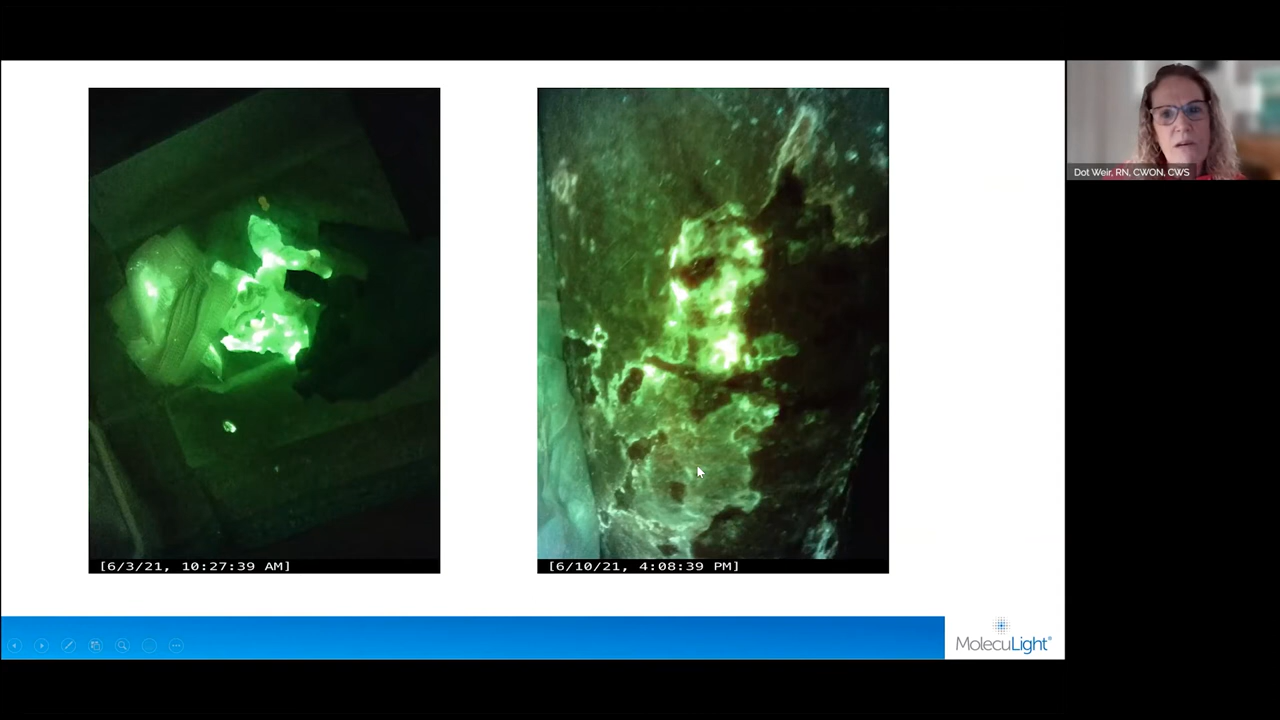 Dot Weir, RN, CWON, CWS
[6/3/21, 10:27:39 AM]
[6/10/21, 4:08:39 PM]
MolecuLight®